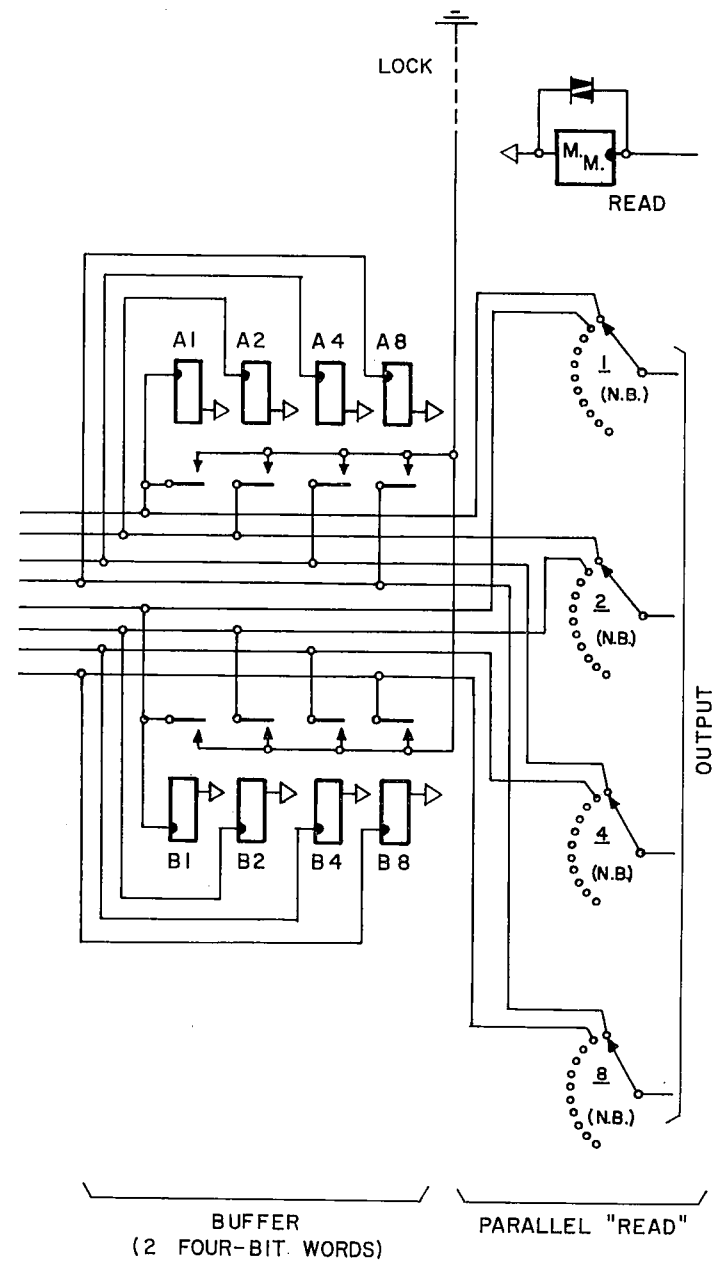 LOCK
M.M.
READ
A1 A2 A4 A8
1
(N.B.)
2
(N.B.)
OUTPUT
B1 B2 B4 B8
4
(N.B.)
8
(N.B.)
BUFFER
(2 FOUR-BIT WORDS)
PARALLEL "READ"